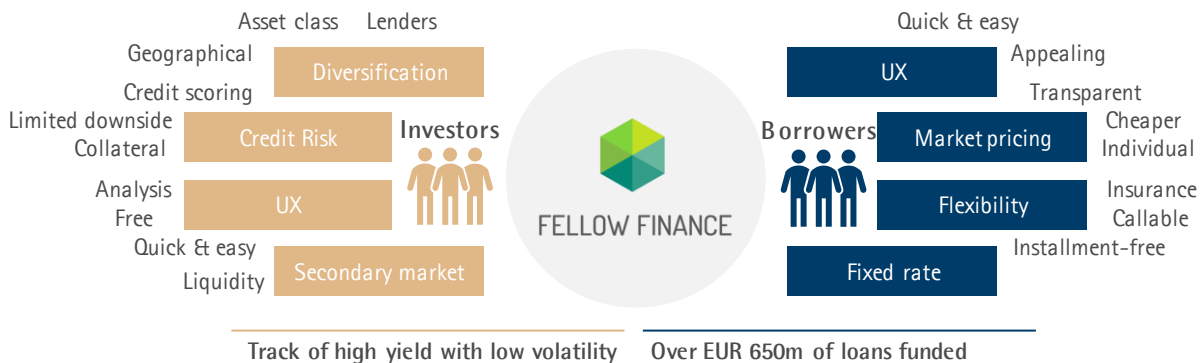 Asset class Lenders
Geographical
Diversification
Credit scoring
Limited downside
Collateral
Credit Risk
Investors
Analysis
Free
UX
Quick & easy
Liquidity
Secondary market
FELLOW FINANCE
Quick & easy
UX
Appealing
Transparent
Borrowers
Market pricing
Cheaper
Individual
Flexibility
Insurance
Callable
Installment-free
Fixed rate
Track of high yield with low volatility
Over EUR 650m of loans funded